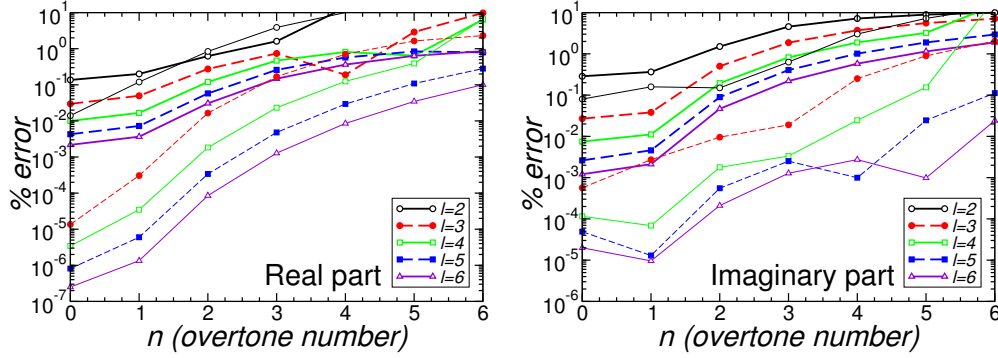 % error
10^1
10^0
10^-1
10^-2
10^-3
10^-4
10^-5
10^-6
10^-7
0 1 2 3 4 5 6
n (overtone number)
Real part
l=2
l=3
l=4
l=5
l=6
% error
10^1
10^0
10^-1
10^-2
10^-3
10^-4
10^-5
10^-6
0 1 2 3 4 5 6
n (overtone number)
Imaginary part
l=2
l=3
l=4
l=5
l=6